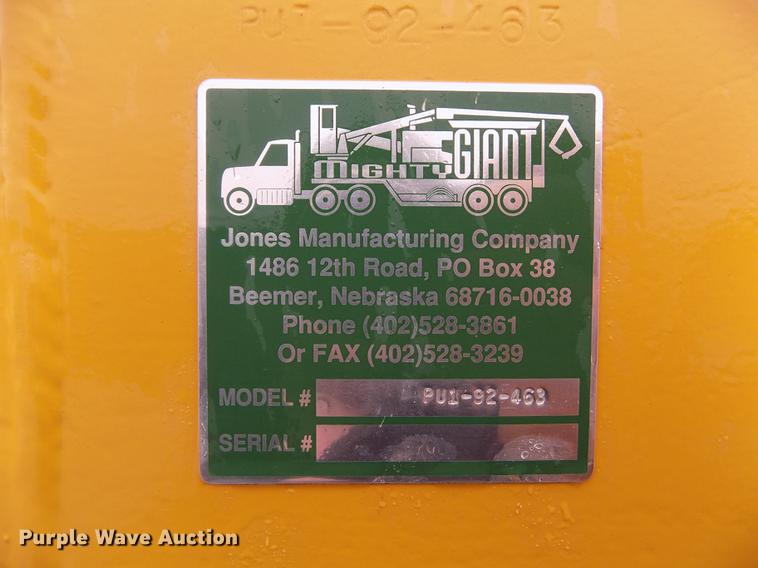 PU1-92-463
MIGHTY GIANT
Jones Manufacturing Company
1486 12th Road, PO Box 38
Beemer, Nebraska 68716-0038
Phone (402)528-3861
Or FAX (402)528-3239
MODEL # PU1-92-463
SERIAL #
Purple Wave Auction